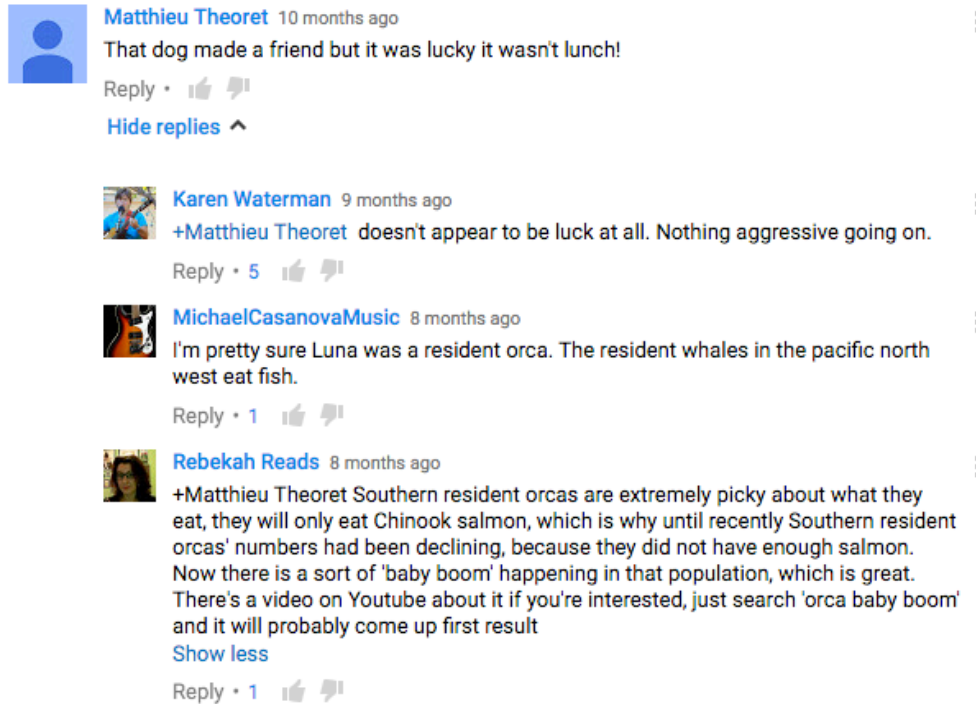 Matthieu Theoret 10 months ago
That dog made a friend but it was lucky it wasn't lunch!
Reply •
Hide replies
Karen Waterman 9 months ago
+Matthieu Theoret doesn't appear to be luck at all. Nothing aggressive going on.
Reply • 5
MichaelCasanovaMusic 8 months ago
I'm pretty sure Luna was a resident orca. The resident whales in the pacific north
west eat fish.
Reply • 1
Rebekah Reads 8 months ago
+Matthieu Theoret Southern resident orcas are extremely picky about what they
eat, they will only eat Chinook salmon, which is why until recently Southern resident
orcas' numbers had been declining, because they did not have enough salmon.
Now there is a sort of 'baby boom' happening in that population, which is great.
There's a video on Youtube about it if you're interested, just search 'orca baby boom'
and it will probably come up first result
Show less
Reply • 1